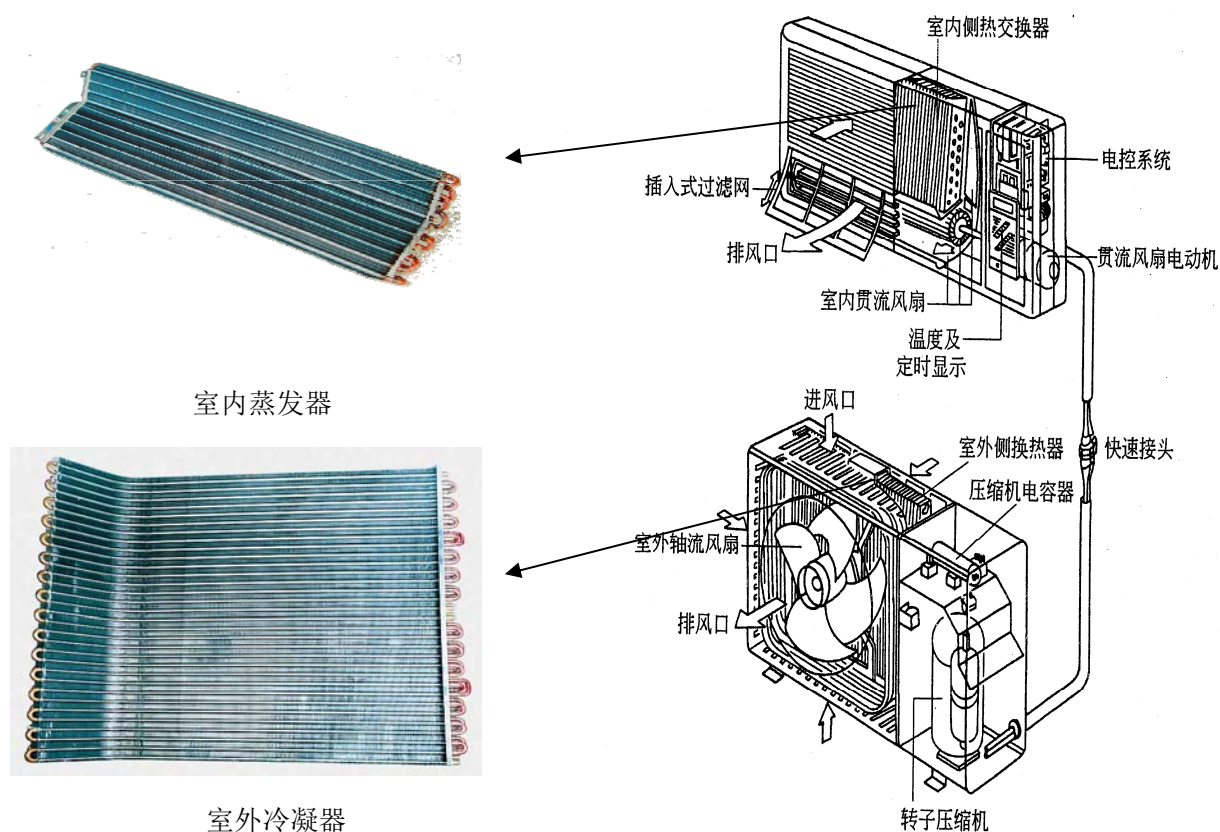 室内侧热交换器
电控系统
插入式过滤网
排风口
贯流风扇电动机
室内贯流风扇
温度及
定时显示
室内蒸发器
进风口
室外侧换热器
快速接头
压缩机电容器
室外轴流风扇
排风口
转子压缩机
室外冷凝器